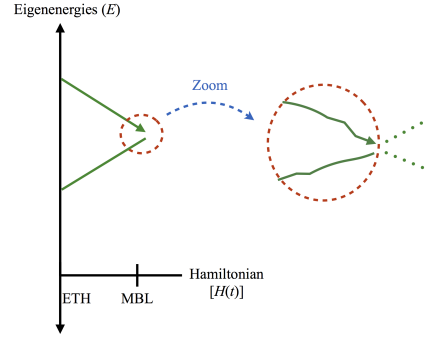 Eigenenergies (E)
Zoom
Hamiltonian
[H(t)]
ETH
MBL